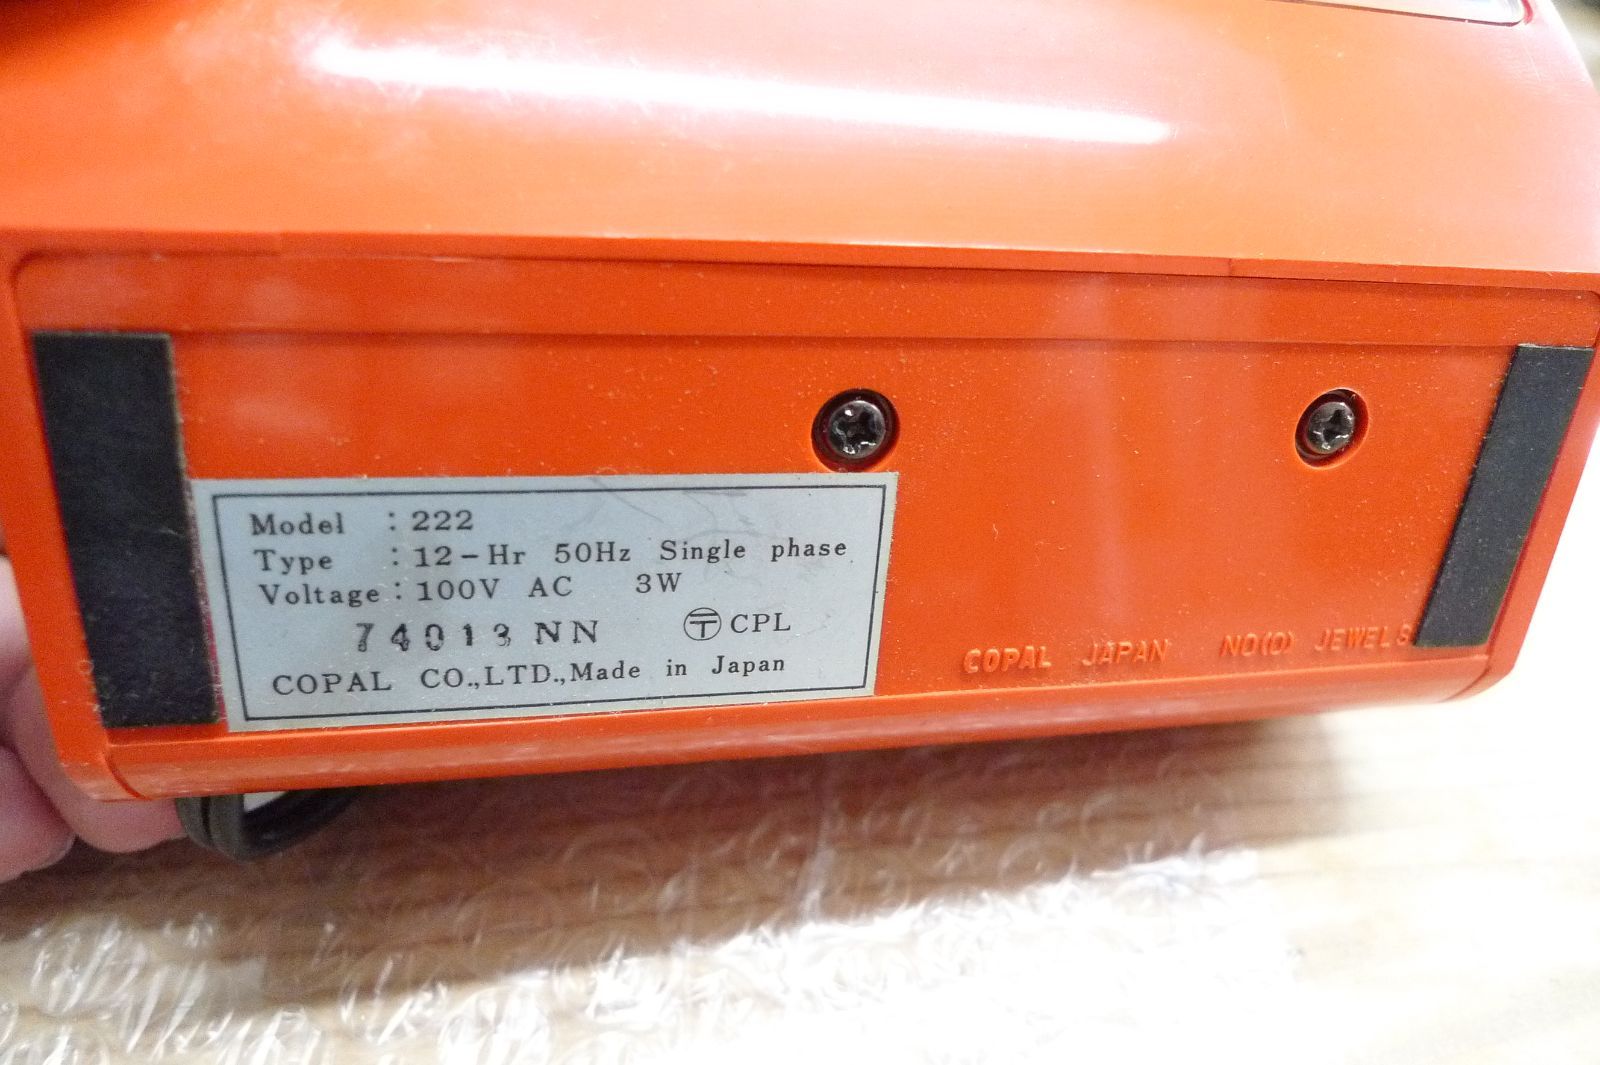 Model : 222
Type : 12-Hr 50Hz Single phase
Voltage : 100V AC 3W
74013 NN 〶 CPL
COPAL CO.,LTD.,Made in Japan
COPAL JAPAN NO(0) JEWELS